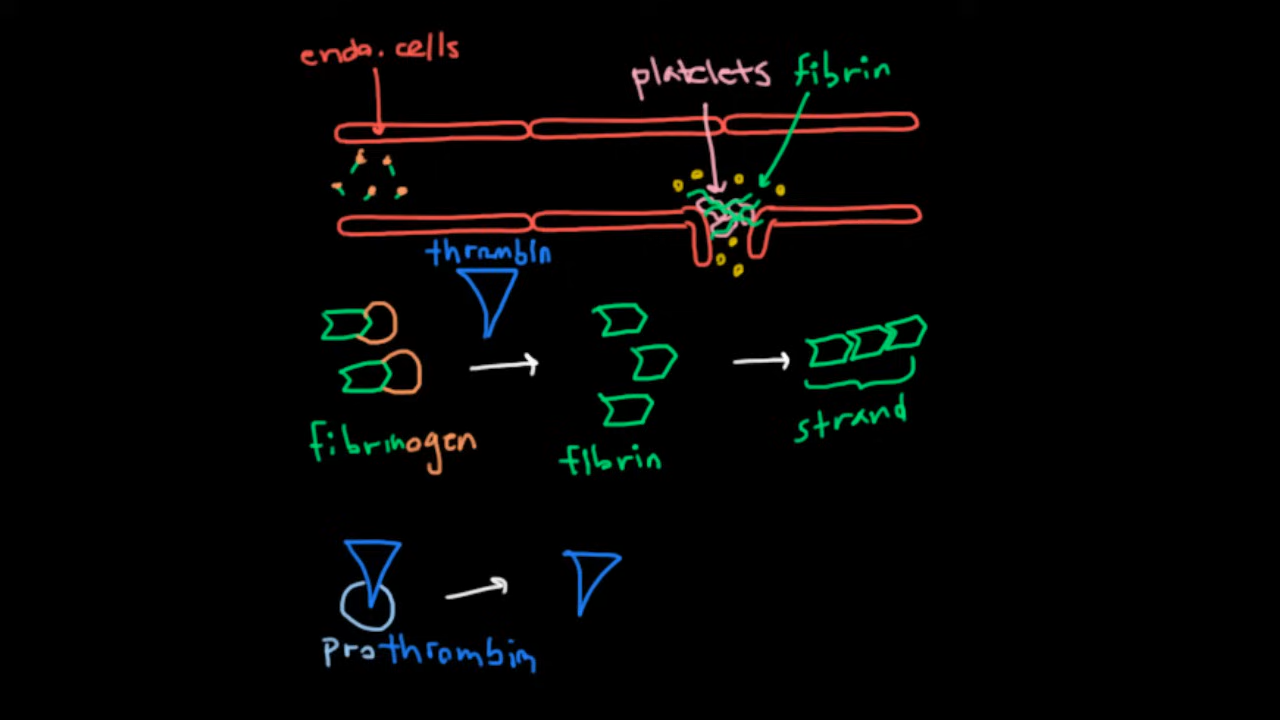 endo. cells
platelets fibrin
thrombin
fibrinogen
fibrin
strand
prothrombin